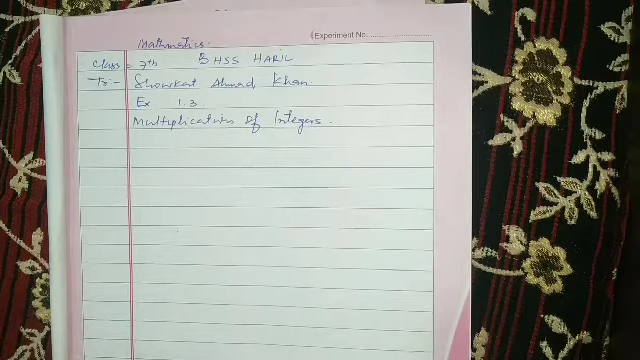 (Experiment No. ........................
Mathematics.
Class = 7th BHSS HARIL
Tr:- Showkat Ahmad Khan.
Ex 1.3
Multiplication of Integers.